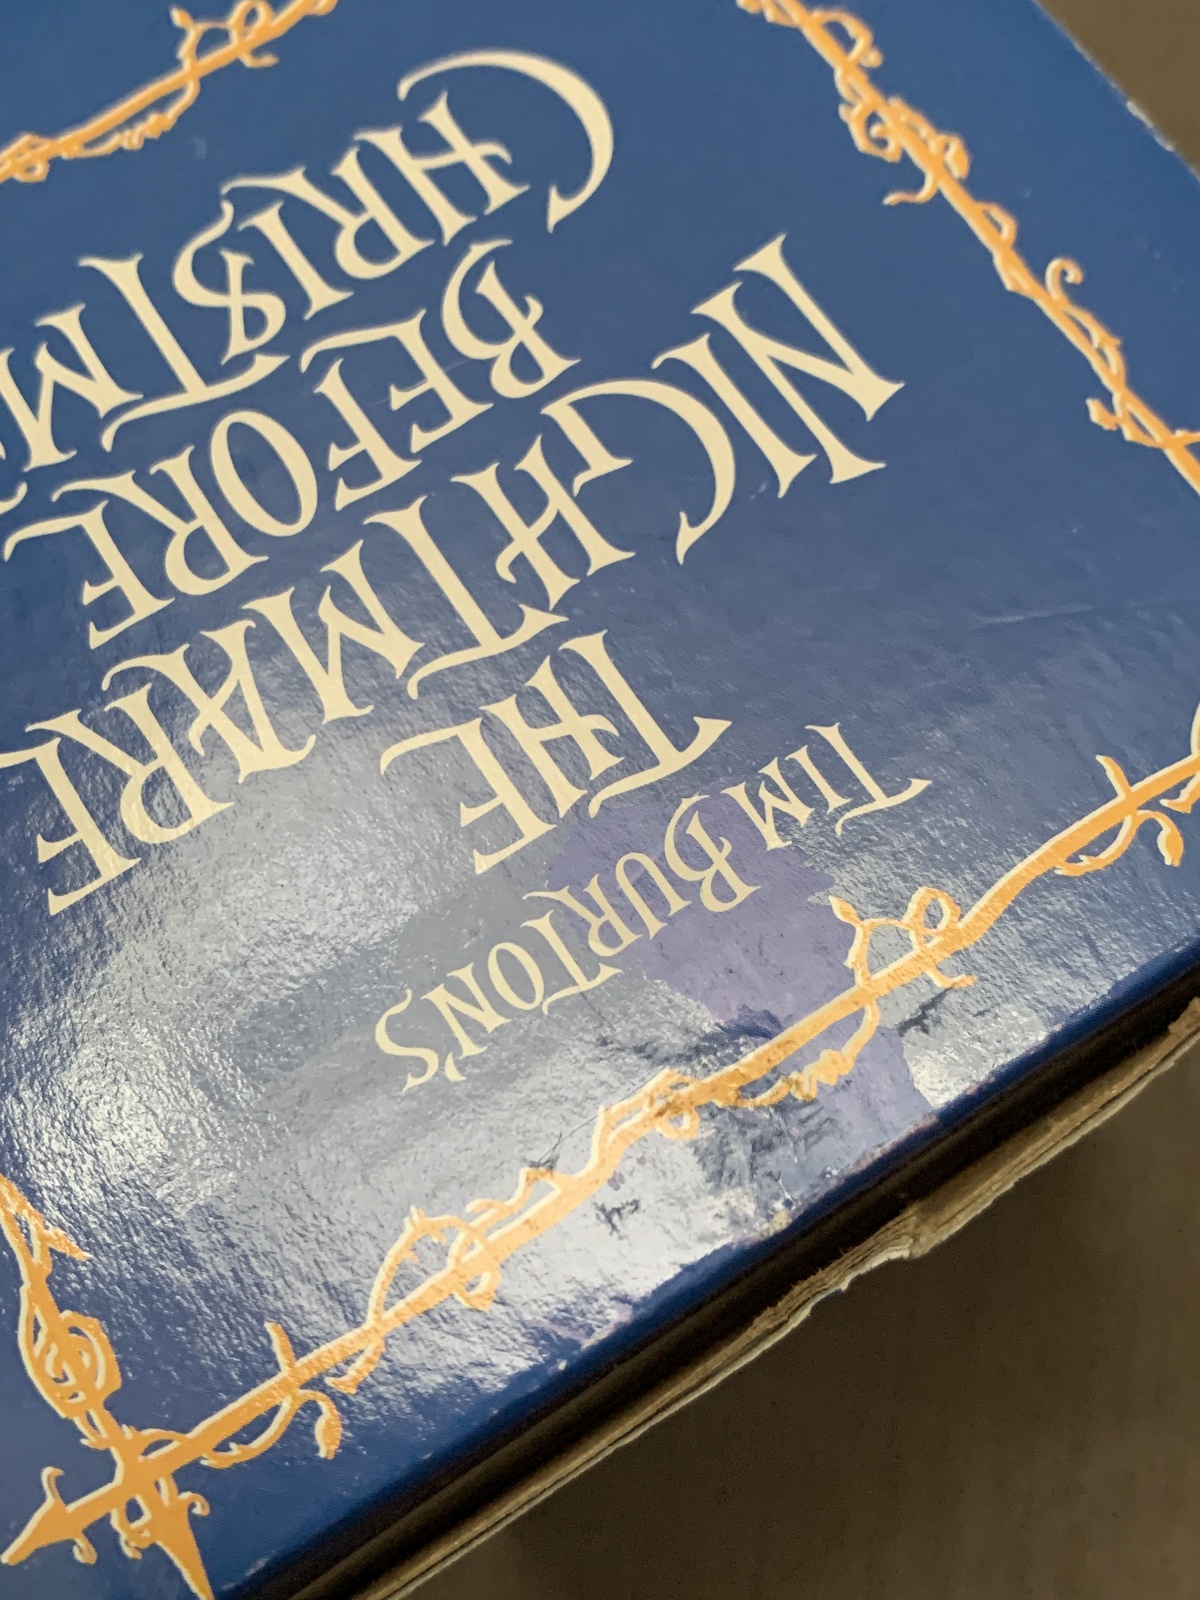 TIM BURTON'S
THE
NIGHTMARE
BEFORE
CHRISTM